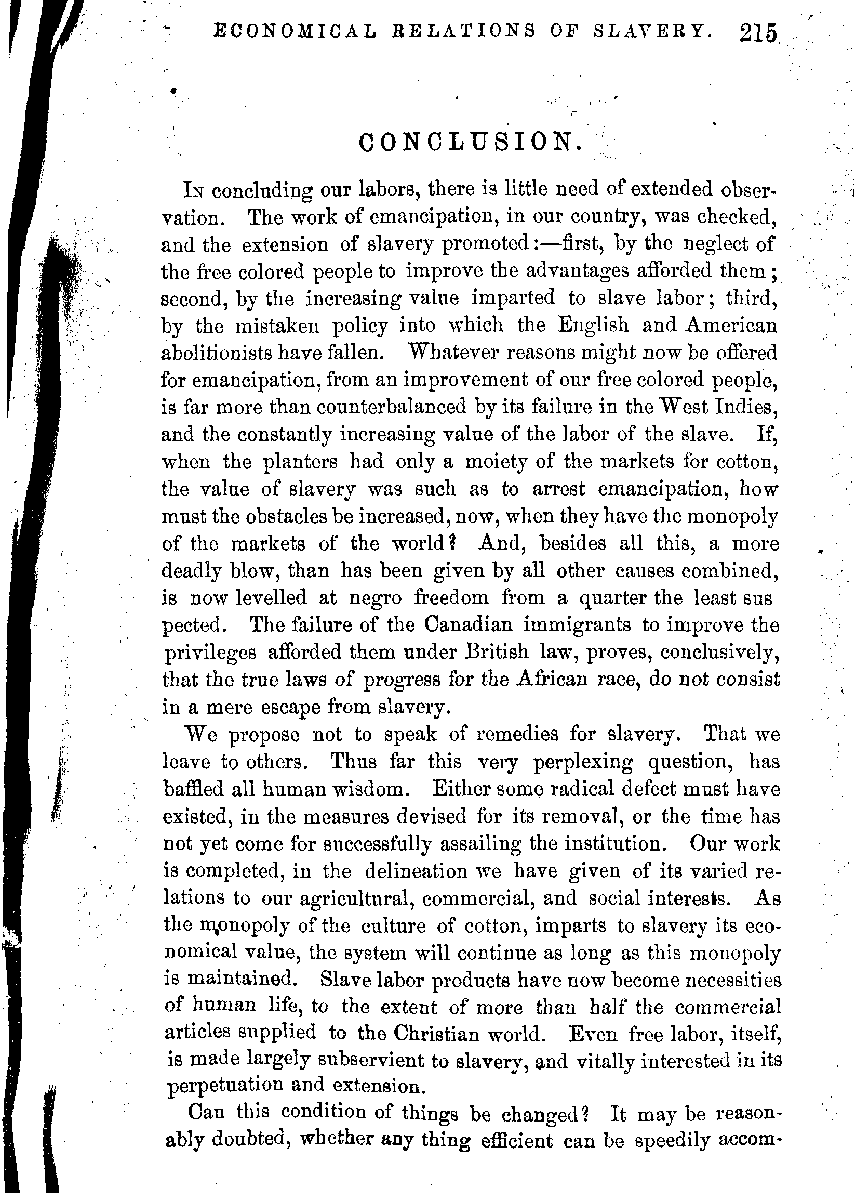 ECONOMICAL RELATIONS OF SLAVERY. 215
CONCLUSION.
In concluding our labors, there is little need of extended obser-
vation. The work of emancipation, in our country, was checked,
and the extension of slavery promoted:—first, by the neglect of
the free colored people to improve the advantages afforded them;
second, by the increasing value imparted to slave labor; third,
by the mistaken policy into which the English and American
abolitionists have fallen. Whatever reasons might now be offered
for emancipation, from an improvement of our free colored people,
is far more than counterbalanced by its failure in the West Indies,
and the constantly increasing value of the labor of the slave. If,
when the planters had only a moiety of the markets for cotton,
the value of slavery was such as to arrest emancipation, how
must the obstacles be increased, now, when they have the monopoly
of the markets of the world? And, besides all this, a more
deadly blow, than has been given by all other causes combined,
is now levelled at negro freedom from a quarter the least sus
pected. The failure of the Canadian immigrants to improve the
privileges afforded them under British law, proves, conclusively,
that the true laws of progress for the African race, do not consist
in a mere escape from slavery.
We propose not to speak of remedies for slavery. That we
leave to others. Thus far this very perplexing question, has
baffled all human wisdom. Either some radical defect must have
existed, in the measures devised for its removal, or the time has
not yet come for successfully assailing the institution. Our work
is completed, in the delineation we have given of its varied re-
lations to our agricultural, commercial, and social interests. As
the monopoly of the culture of cotton, imparts to slavery its eco-
nomical value, the system will continue as long as this monopoly
is maintained. Slave labor products have now become necessities
of human life, to the extent of more than half the commercial
articles supplied to the Christian world. Even free labor, itself,
is made largely subservient to slavery, and vitally interested in its
perpetuation and extension.
Can this condition of things be changed? It may be reason-
ably doubted, whether any thing efficient can be speedily accom-